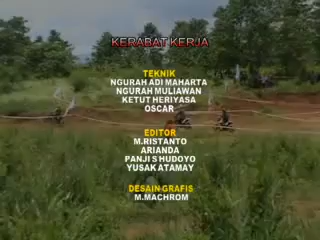 KERABAT KERJA
TEKNIK
NGURAH ADI MAHARTA
NGURAH MULIAWAN
KETUT HERIYASA
OSCAR
EDITOR
M.RISTANTO
ARIANDA
PANJI S HUDOYO
YUSAK ATAMAY
DESAIN GRAFIS
M.MACHROM